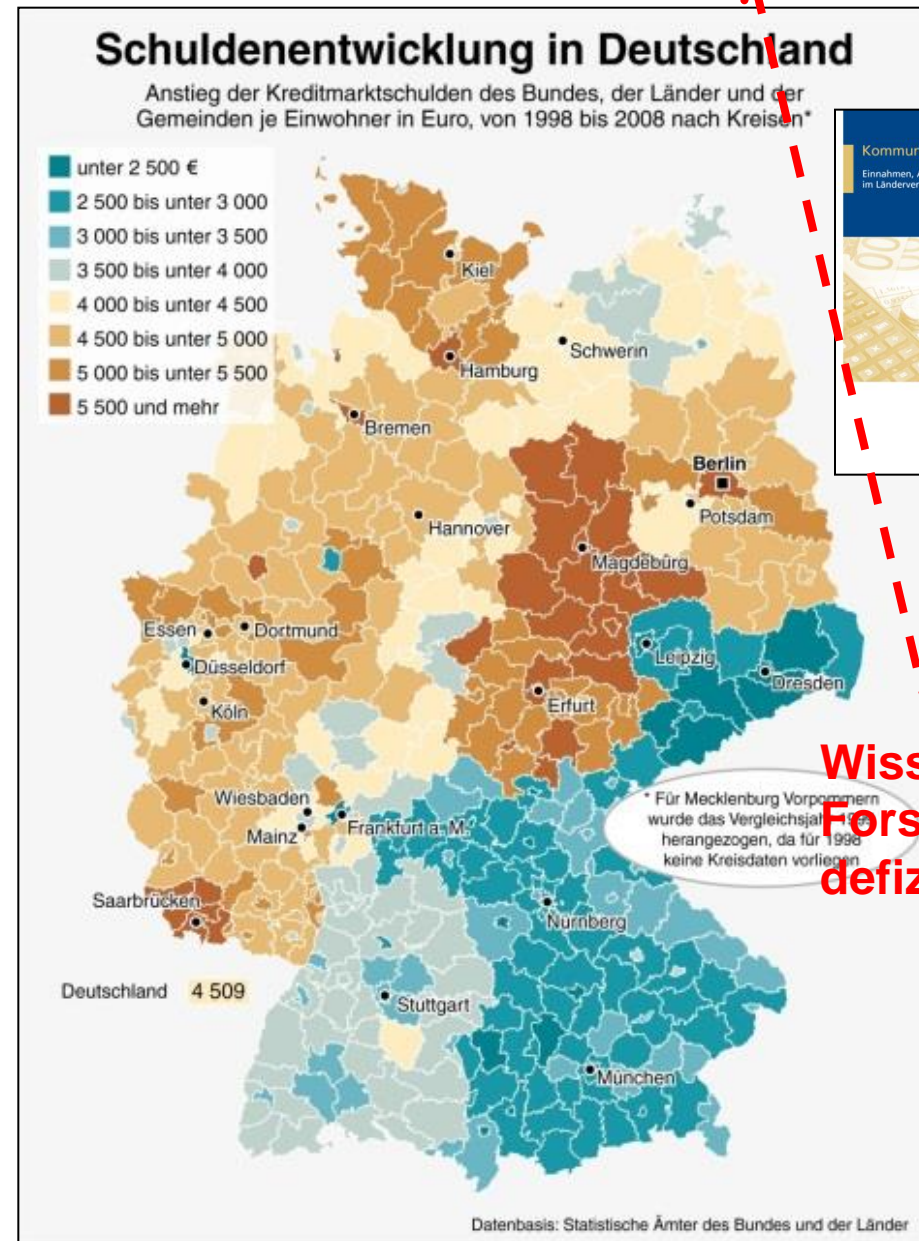 Schuldenentwicklung in Deutschland
Anstieg der Kreditmarktschulden des Bundes, der Länder und der
Gemeinden je Einwohner in Euro, von 1998 bis 2008 nach Kreisen*
unter 2 500 €
2 500 bis unter 3 000
3 000 bis unter 3 500
3 500 bis unter 4 000
4 000 bis unter 4 500
4 500 bis unter 5 000
5 000 bis unter 5 500
5 500 und mehr
Kommun
Einnahmen, A
im Länderver
Kiel
Schwerin
Hamburg
Bremen
Berlin
Potsdam
Hannover
Magdeburg
Essen
Dortmund
Düsseldorf
Leipzig
Dresden
Köln
Erfurt
Wiesbaden
Mainz
Frankfurt a. M.
* Für Mecklenburg Vorpommern
wurde das Vergleichsjahr
herangezogen, da für 1998
keine Kreisdaten vorliegen
Wiss
Fors
defiz
Saarbrücken
Nürnberg
Deutschland 4 509
Stuttgart
München
Datenbasis: Statistische Ämter des Bundes und der Länder